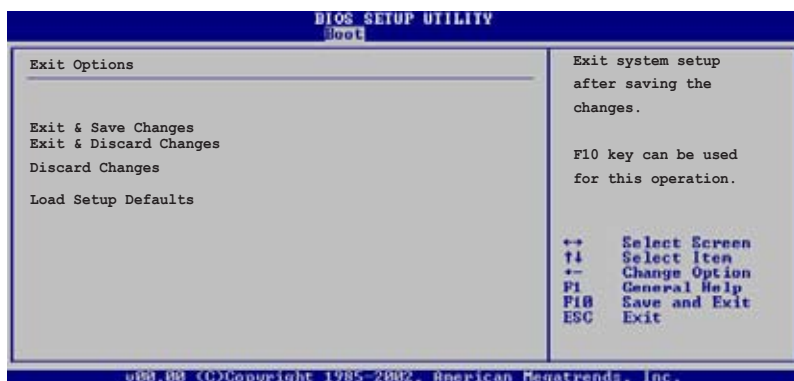 BIOS SETUP UTILITY
Boot
Exit Options
Exit & Save Changes
Exit & Discard Changes
Discard Changes
Load Setup Defaults
Exit system setup
after saving the
changes.
F10 key can be used
for this operation.
←→ Select Screen
↑↓ Select Item
+- Change Option
F1 General Help
F10 Save and Exit
ESC Exit
v00.00 (C)Copyright 1985-2002, American Megatrends, Inc.